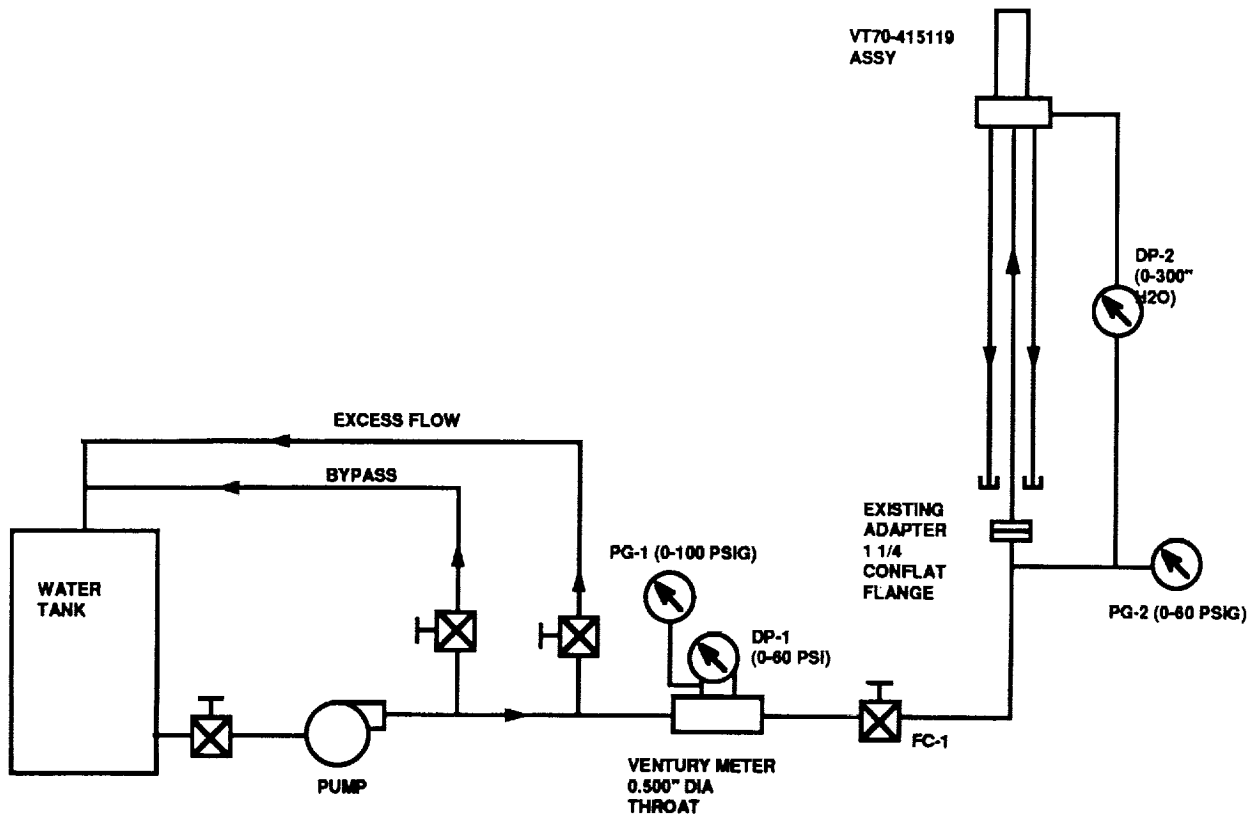 VT70-415119
ASSY
DP-2
(0-300"
H2O)
EXCESS FLOW
BYPASS
EXISTING
ADAPTER
1 1/4
CONFLAT
FLANGE
PG-1 (0-100 PSIG)
WATER
TANK
DP-1
(0-60 PSI)
PG-2 (0-60 PSIG)
FC-1
VENTURY METER
0.500" DIA
THROAT
PUMP